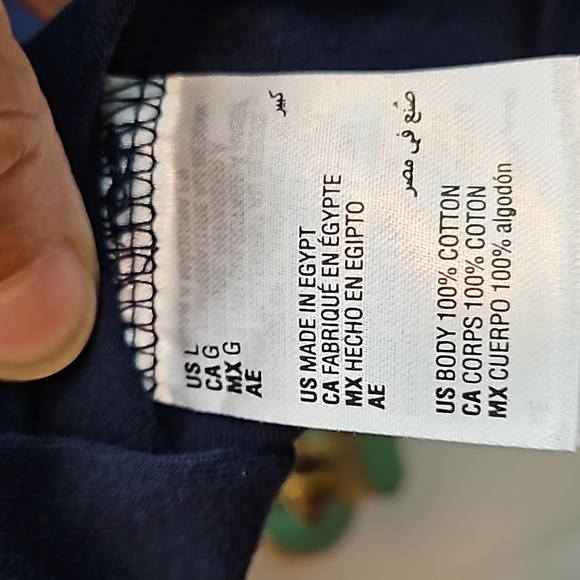 US L
CA G
MX G
AE كبير
US MADE IN EGYPT
CA FABRIQUÉ EN ÉGYPTE
MX HECHO EN EGIPTO
AE
صُنع في مصر
US BODY 100% COTTON
CA CORPS 100% COTON
MX CUERPO 100% algodón